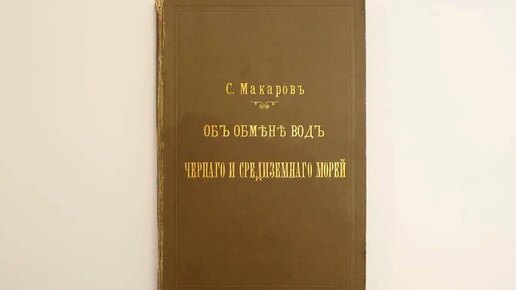 С. Макаровъ
ОБЪ ОБМѢНѢ ВОДЪ
ЧЕРНАГО И СРЕДИЗЕМНАГО МОРЕЙ